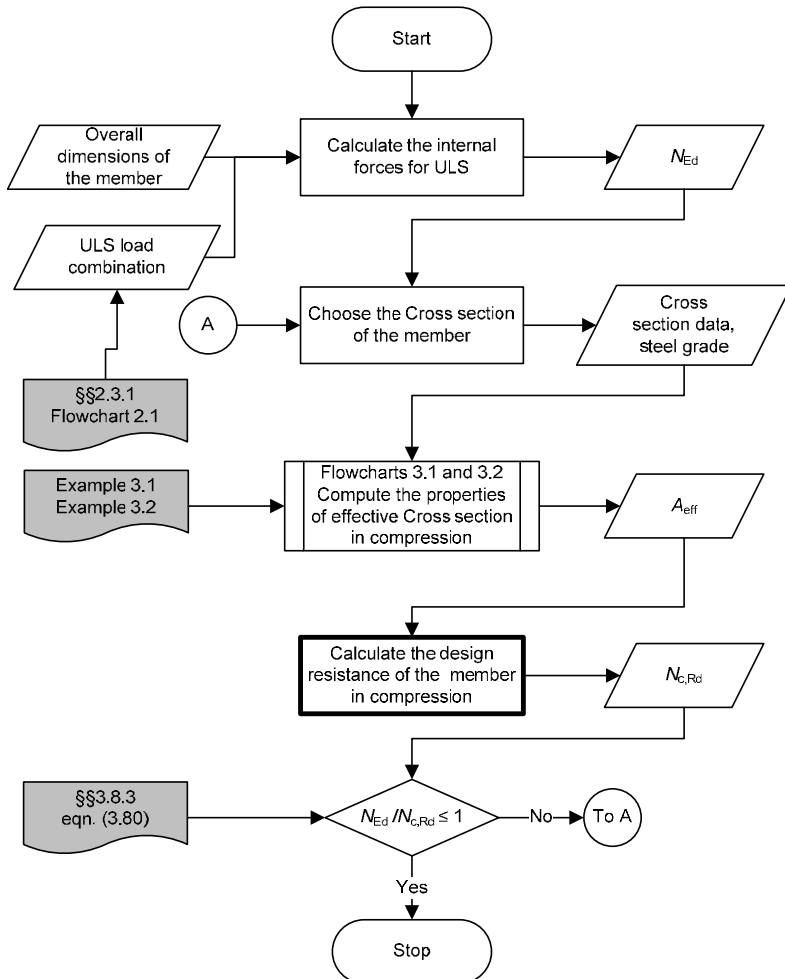 Start
Overall
dimensions of
the member
Calculate the internal
forces for ULS
NEd
ULS load
combination
A
Choose the Cross section
of the member
Cross
section data,
steel grade
§§2.3.1
Flowchart 2.1
Example 3.1
Example 3.2
Flowcharts 3.1 and 3.2
Compute the properties
of effective Cross section
in compression
Aeff
Calculate the design
resistance of the member
in compression
Nc,Rd
§§3.8.3
eqn. (3.80)
NEd /Nc,Rd ≤ 1
No
To A
Yes
Stop